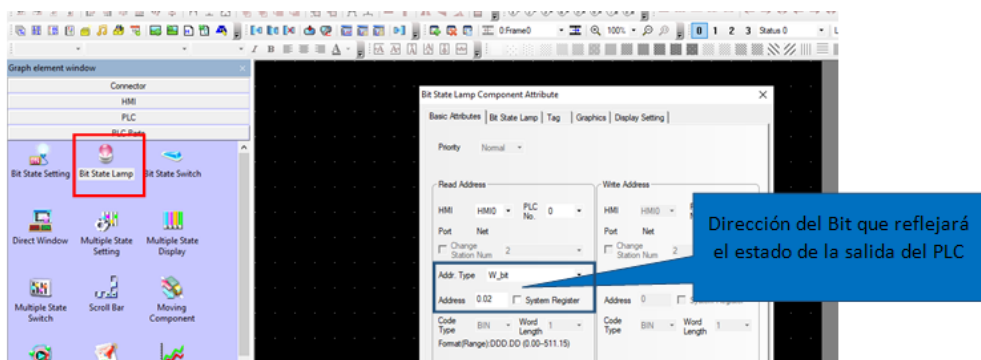 0:Frame0
100%
0 1 2 3 Status 0
I B
A
Graph element window
Connector
HMI
PLC
PLC Parts
Bit State Setting
Bit State Lamp
Bit State Switch
Direct Window
Multiple State Setting
Multiple State Display
Multiple State Switch
Scroll Bar
Moving Component
Bit State Lamp Component Attribute
Basic Attributes Bit State Lamp Tag Graphics Display Setting
Priority Normal
Read Address
HMI HMI0 PLC No. 0
Port Net
Change Station Num 2
Addr. Type W_bit
Address 0.02 System Register
Code Type BIN Word Length 1
Format(Range):DDD.DD (0.00~511.15)
Write Address
HMI HMI0
Port Net
Change Station Num 2
Address 0 System Register
Code Type BIN Word Length 1
Dirección del Bit que reflejará
el estado de la salida del PLC